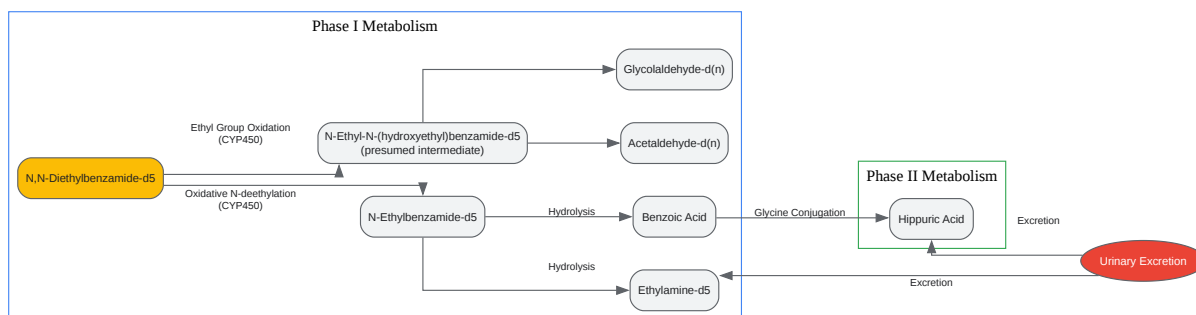 Phase I Metabolism
Glycolaldehyde-d(n)
Ethyl Group Oxidation
(CYP450)
N-Ethyl-N-(hydroxyethyl)benzamide-d5
(presumed intermediate)
Acetaldehyde-d(n)
N,N-Diethylbenzamide-d5
Phase II Metabolism
Oxidative N-deethylation
(CYP450)
N-Ethylbenzamide-d5
Hydrolysis
Benzoic Acid
Glycine Conjugation
Hippuric Acid
Excretion
Hydrolysis
Urinary Excretion
Ethylamine-d5
Excretion